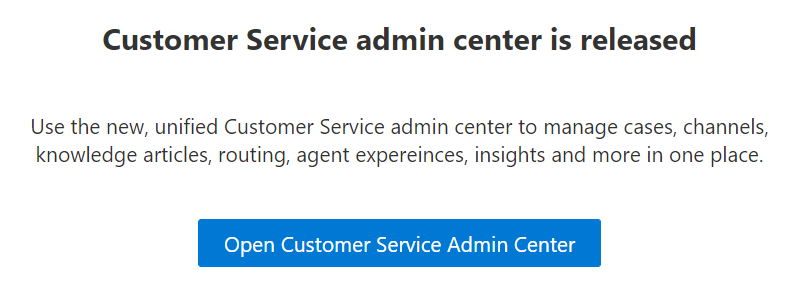 Customer Service admin center is released
Use the new, unified Customer Service admin center to manage cases, channels,
knowledge articles, routing, agent expereinces, insights and more in one place.
Open Customer Service Admin Center